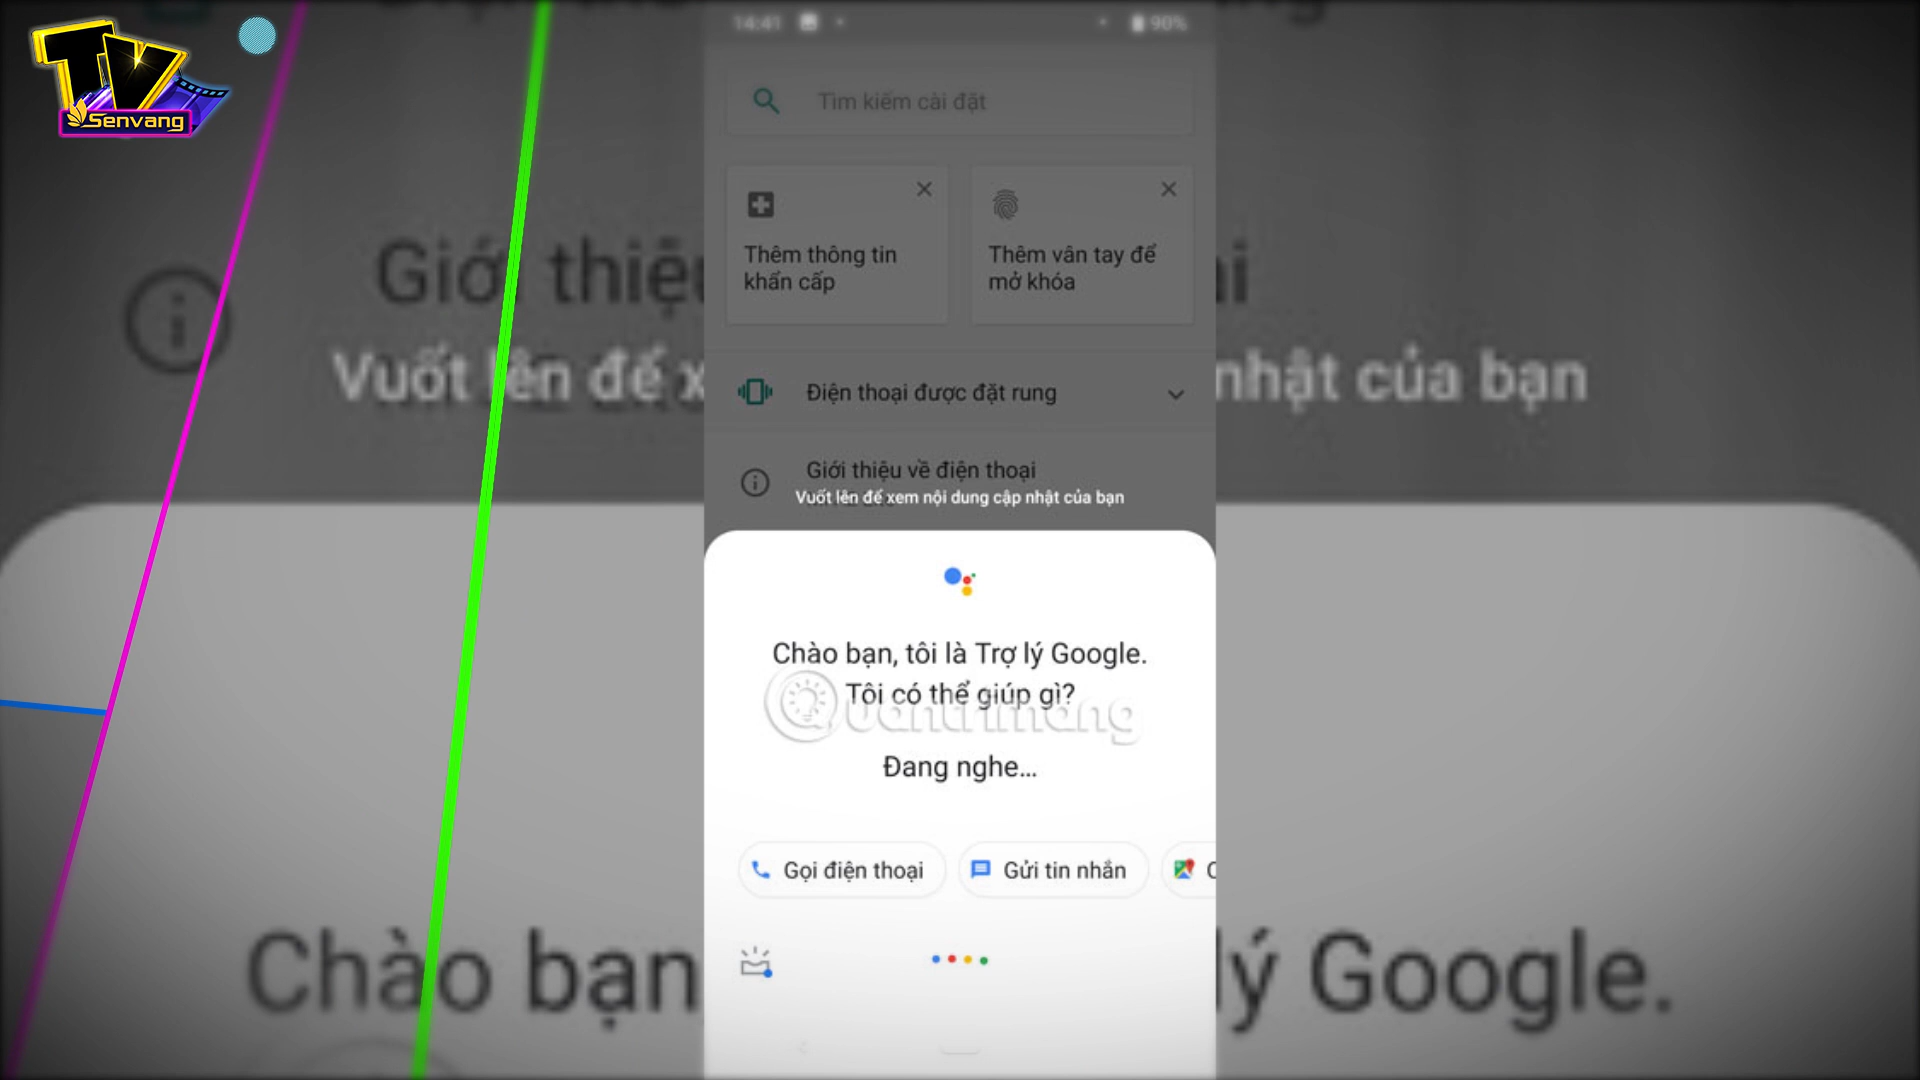 TV
Senvang
14:41
90%
Tìm kiếm cài đặt
Thêm thông tin
khẩn cấp
Thêm vân tay để
mở khóa
Điện thoại được đặt rung
Giới thiệu về điện thoại
Vuốt lên để xem nội dung cập nhật của bạn
Chào bạn, tôi là Trợ lý Google.
Tôi có thể giúp gì?
Quantrimang
Đang nghe...
Gọi điện thoại
Gửi tin nhắn
Giới thiệu
Vuốt lên để x
nhật của bạn
Chào bạn
lý Google.